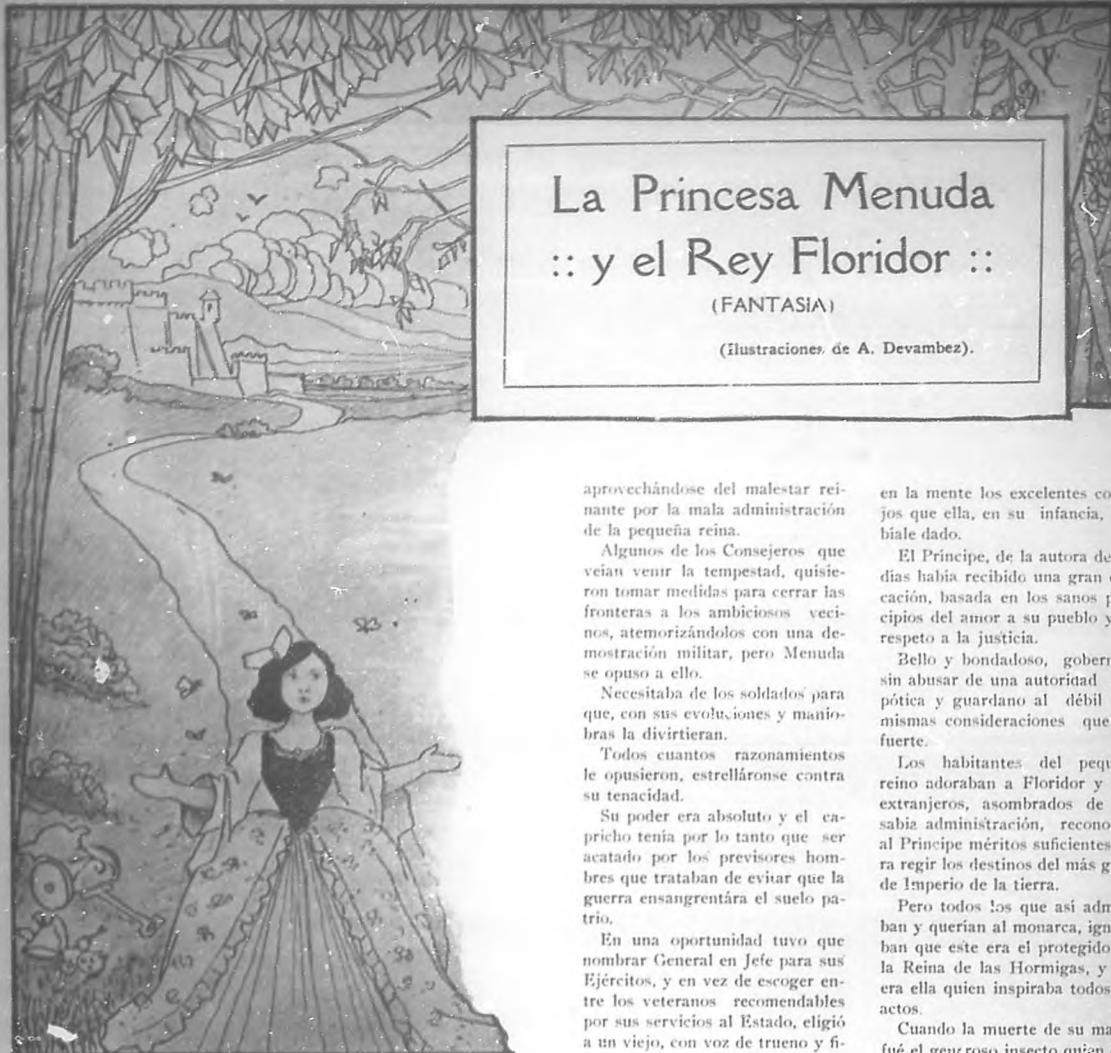 La Princesa Menuda
:: y el Rey Floridor ::
(FANTASIA)
(Ilustraciones de A. Devambez).
aprovechándose del malestar rei-
nante por la mala administración
de la pequeña reina.
Algunos de los Consejeros que
veian venir la tempestad, quisie-
ron tomar medidas para cerrar las
fronteras a los ambiciosos veci-
nos, atemorizándolos con una de-
mostración militar, pero Menuda
se opuso a ello.
Necesitaba de los soldados para
que, con sus evoluciones y manio-
bras la divirtieran.
Todos cuantos razonamientos
le opusieron, estrelláronse contra
su tenacidad.
Su poder era absoluto y el ca-
pricho tenia por lo tanto que ser
acatado por los previsores hom-
bres que trataban de evitar que la
guerra ensangrentára el suelo pa-
trio.
En una oportunidad tuvo que
nombrar General en Jefe para sus
Ejércitos, y en vez de escoger en-
tre los veteranos recomendables
por sus servicios al Estado, eligió
a un viejo, con voz de trueno y fi-
en la mente los excelentes co
jos que ella, en su infancia,
biale dado.
El Principe, de la autora de
dias habia recibido una gran
cación, basada en los sanos p
cipios del amor a su pueblo y
respeto a la justicia.
Bello y bondadoso, gobern
sin abusar de una autoridad
pótica y guardano al débil
mismas consideraciones que
fuerte.
Los habitantes del pequ
reino adoraban a Floridor y
extranjeros, asombrados de
sabia administración, recono
al Principe méritos suficientes
ra regir los destinos del más g
de Imperio de la tierra.
Pero todos los que asi adm
ban y querian al monarca, ign
ban que este era el protegido
la Reina de las Hormigas, y
era ella quien inspiraba todos
actos.
Cuando la muerte de su ma
fué el generoso insecto quien